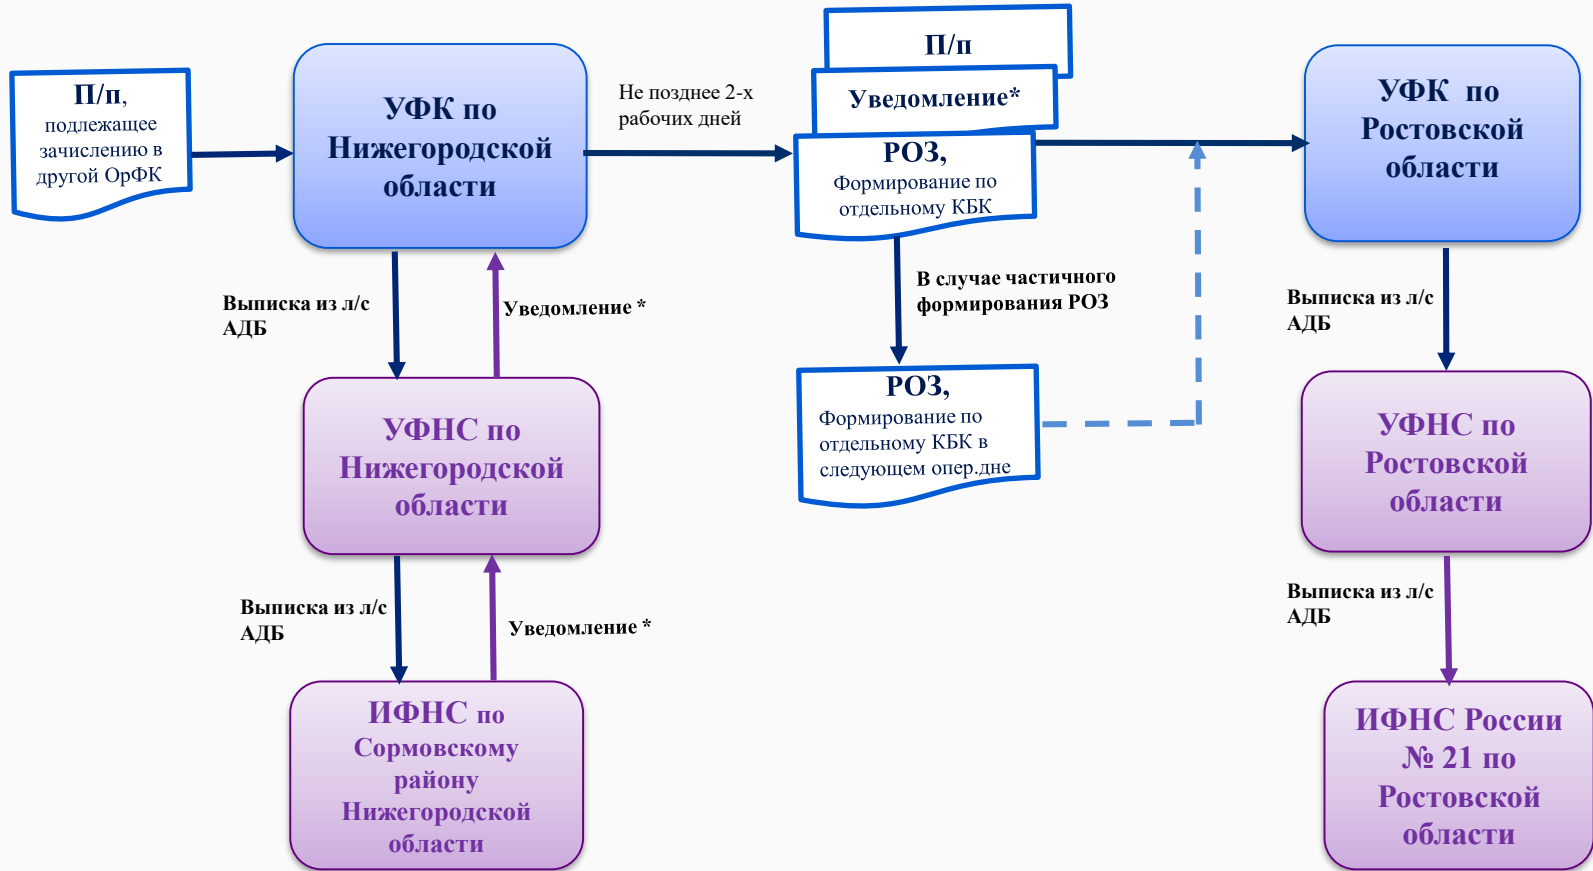 П/п,
подлежащее
зачислению в
другой ОрФК
УФК по
Нижегородской
области
Не позднее 2-х
рабочих дней
П/п
Уведомление*
РОЗ,
Формирование по
отдельному КБК
УФК по
Ростовской
области
Выписка из л/с
АДБ
Уведомление *
В случае частичного
формирования РОЗ
Выписка из л/с
АДБ
УФНС по
Нижегородской
области
РОЗ,
Формирование по
отдельному КБК в
следующем опер.дне
УФНС по
Ростовской
области
Выписка из л/с
АДБ
Уведомление *
Выписка из л/с
АДБ
ИФНС по
Сормовскому
району
Нижегородской
области
ИФНС России
№ 21 по
Ростовской
области